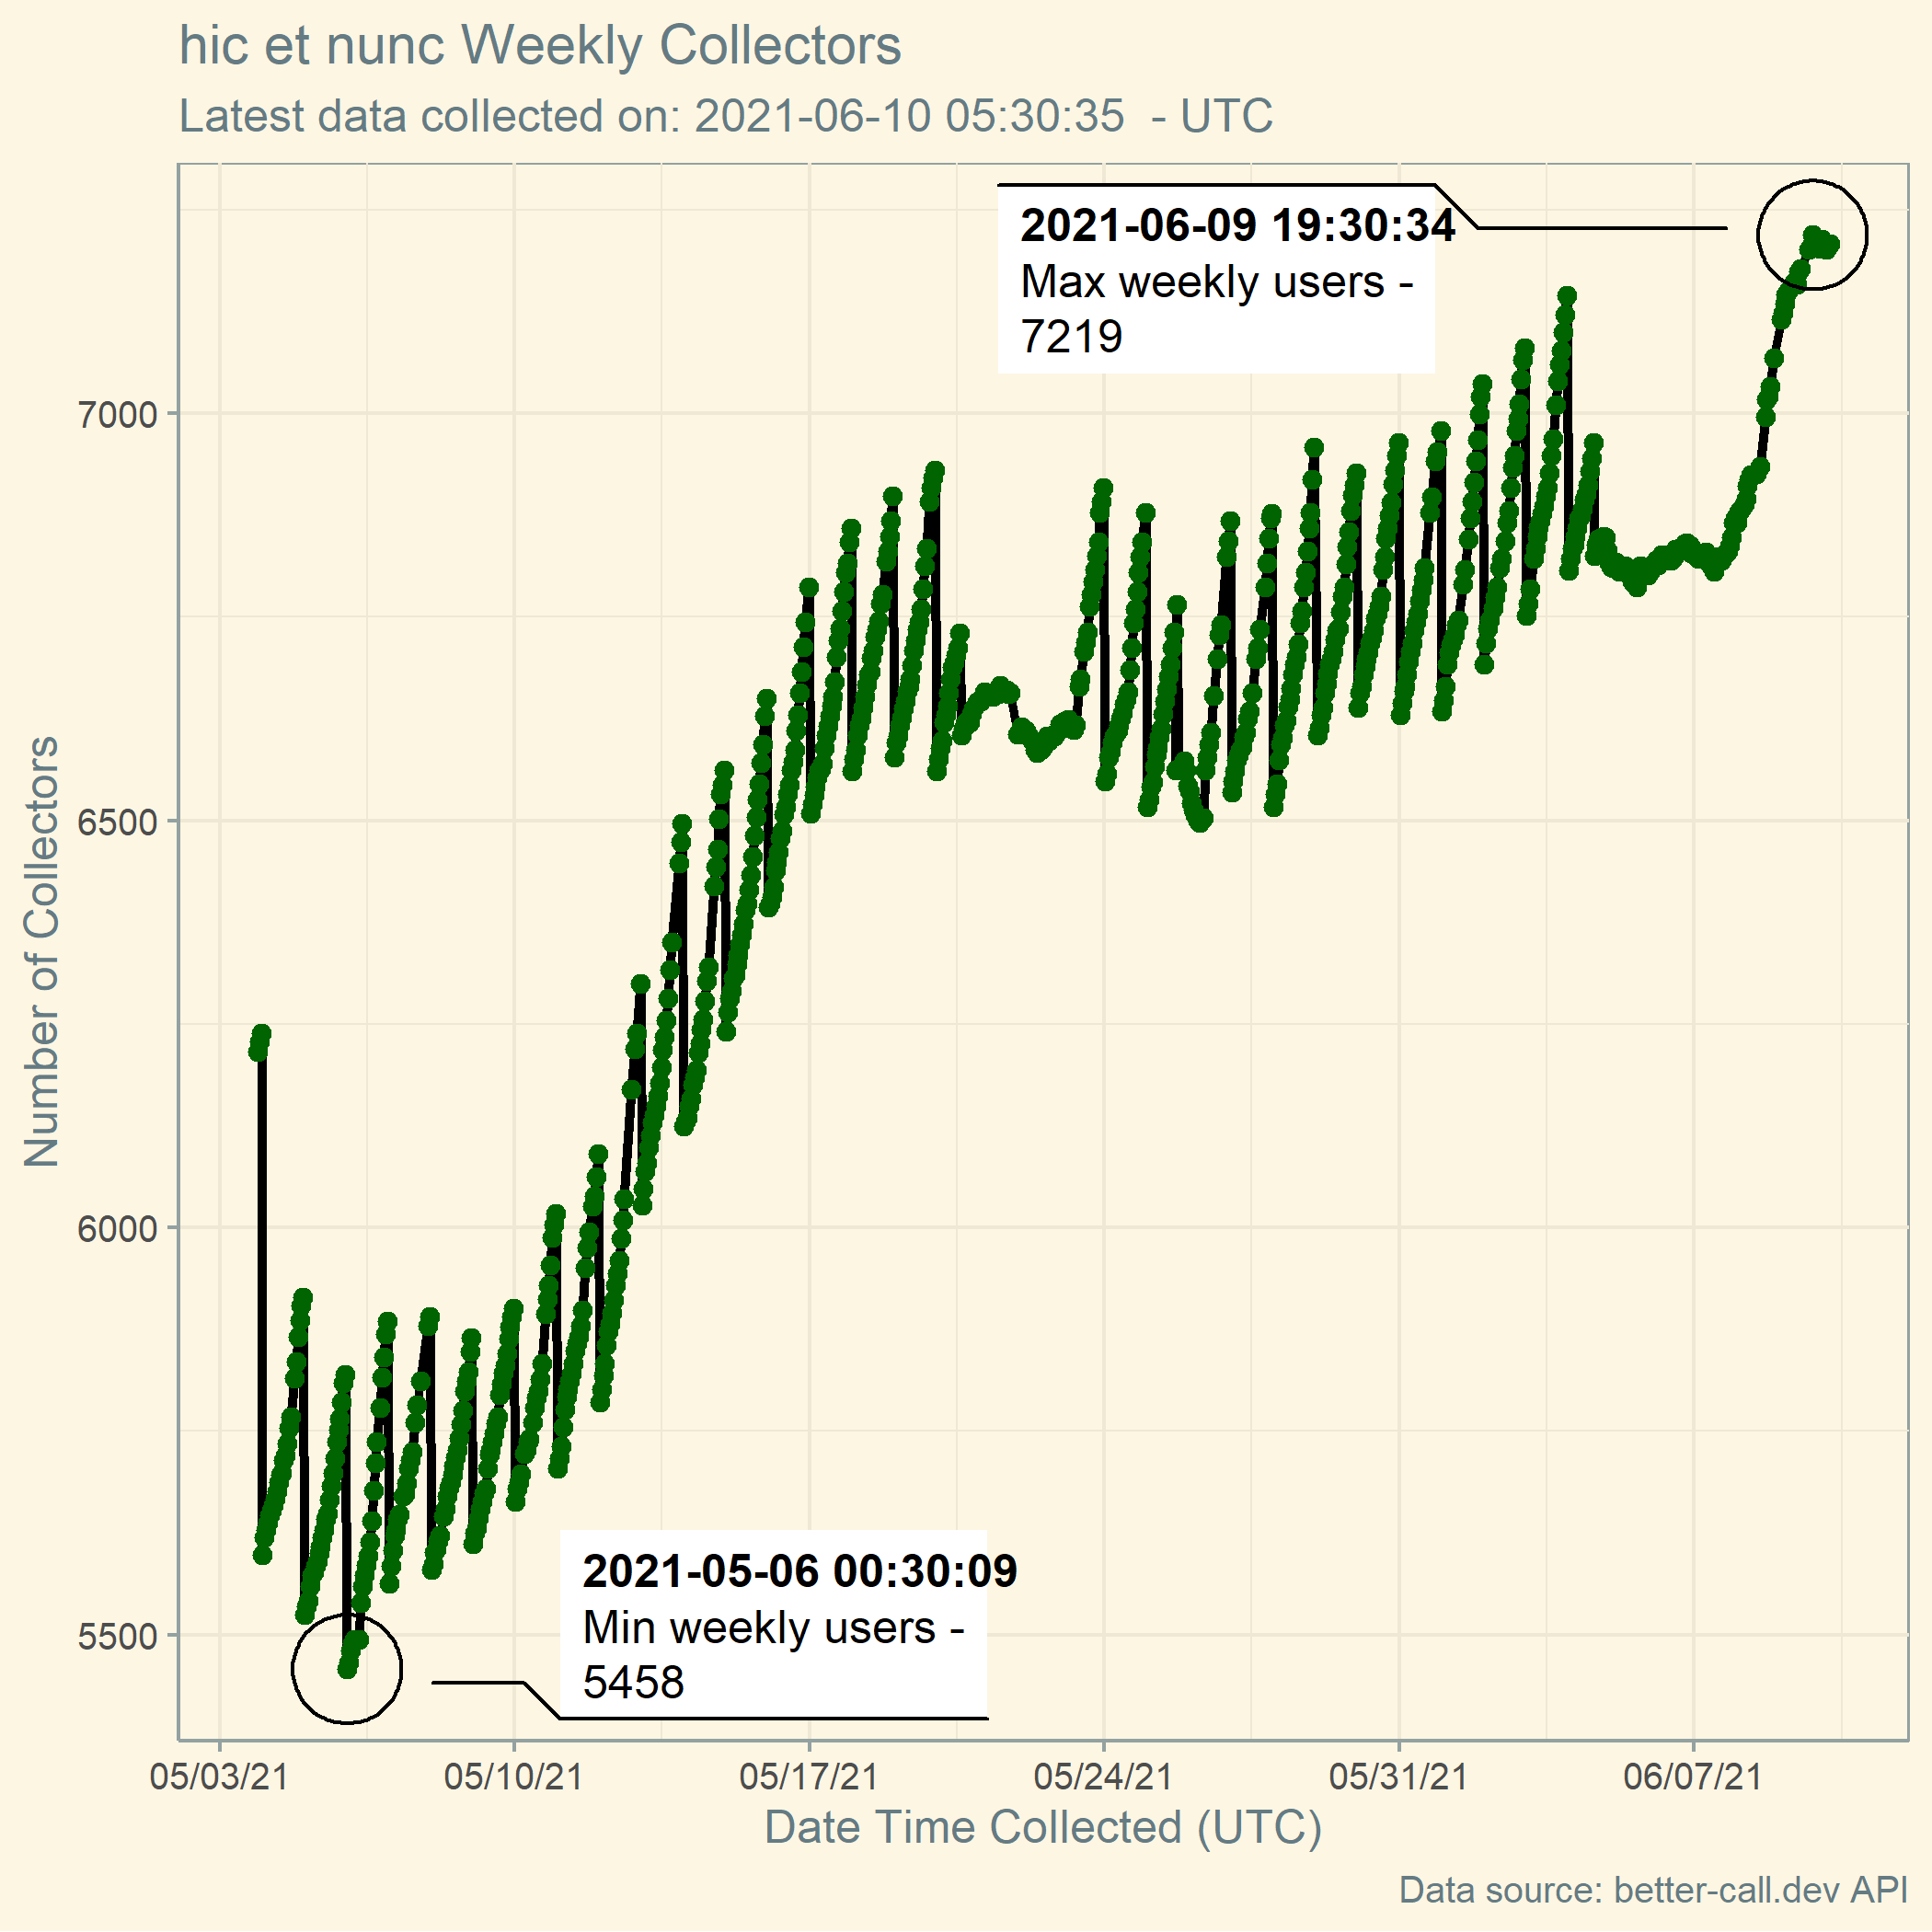 hic et nunc Weekly Collectors
Latest data collected on: 2021-06-10 05:30:35  - UTC
2021-06-09 19:30:34
Max weekly users -
7219
7000
6500
6000
5500
Number of Collectors
2021-05-06 00:30:09
Min weekly users -
5458
05/03/21 05/10/21 05/17/21 05/24/21 05/31/21 06/07/21
Date Time Collected (UTC)
Data source: better-call.dev API